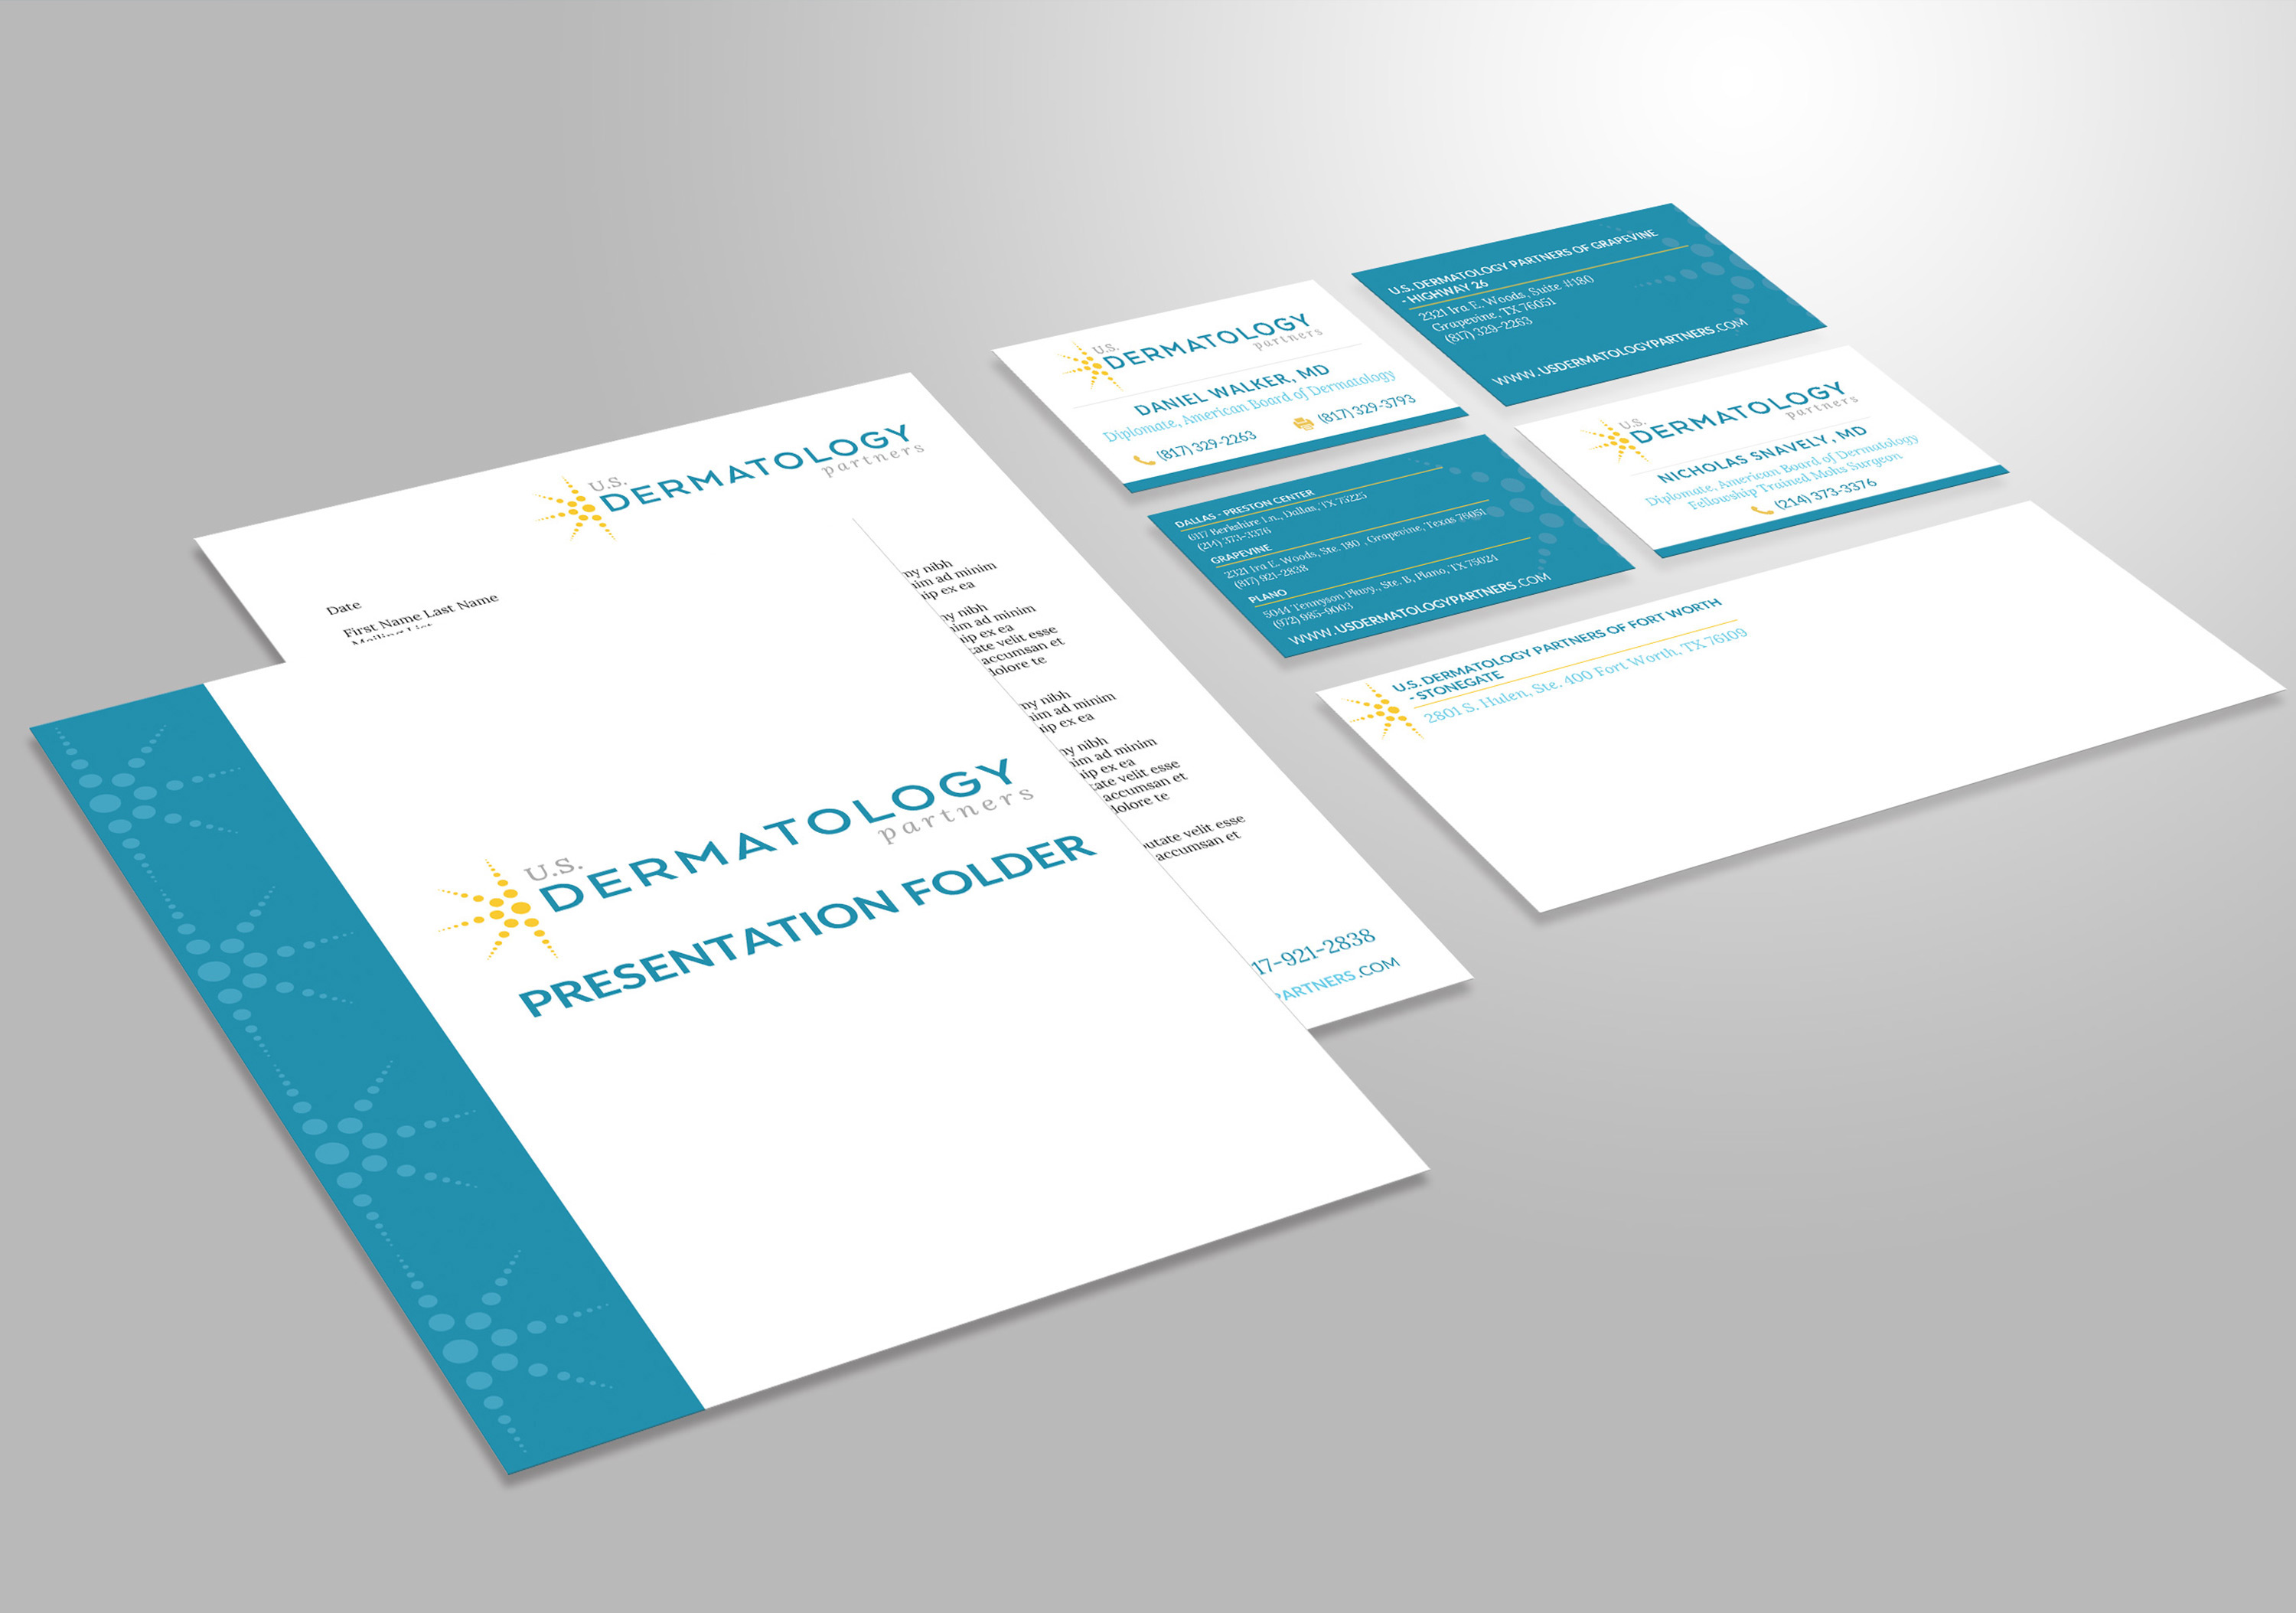 U.S.
DERMATOLOGY
partners
Date
First Name Last Name
Mailing List
my nibh
nim ad minim
ip ex ea
ny nibh
nim ad minim
ip ex ea
tate velit esse
accumsan et
dolore te
ny nibh
nim ad minim
ip ex ea
ny nibh
nim ad minim
ip ex ea
tate velit esse
accumsan et
dolore te
utate velit esse
accumsan et
17-921-2838
PARTNERS.COM
U.S.
DERMATOLOGY
partners
PRESENTATION FOLDER
U.S.
DERMATOLOGY
partners
DANIEL WALKER, MD
Diplomate, American Board of Dermatology
(817) 329-2263 (817) 329-3793
U.S. DERMATOLOGY PARTNERS OF GRAPEVINE
- HIGHWAY 26
2321 Ira E. Woods, Suite #180
Grapevine, TX 76051
(817) 329-2263
WWW.USDERMATOLOGYPARTNERS.COM
DALLAS - PRESTON CENTER
6117 Berkshire Ln., Dallas, TX 75225
(214) 373-3376
GRAPEVINE
2321 Ira E. Woods, Ste. 180 , Grapevine, Texas 76051
(817) 921-2838
PLANO
5044 Tennyson Pkwy., Ste. B, Plano, TX 75024
(972) 985-9003
WWW.USDERMATOLOGYPARTNERS.COM
U.S.
DERMATOLOGY
partners
NICHOLAS SNAVELY, MD
Diplomate, American Board of Dermatology
Fellowship Trained Mohs Surgeon
(214) 373-3376
U.S. DERMATOLOGY PARTNERS OF FORT WORTH
- STONEGATE
2801 S. Hulen, Ste. 400 Fort Worth, TX 76109